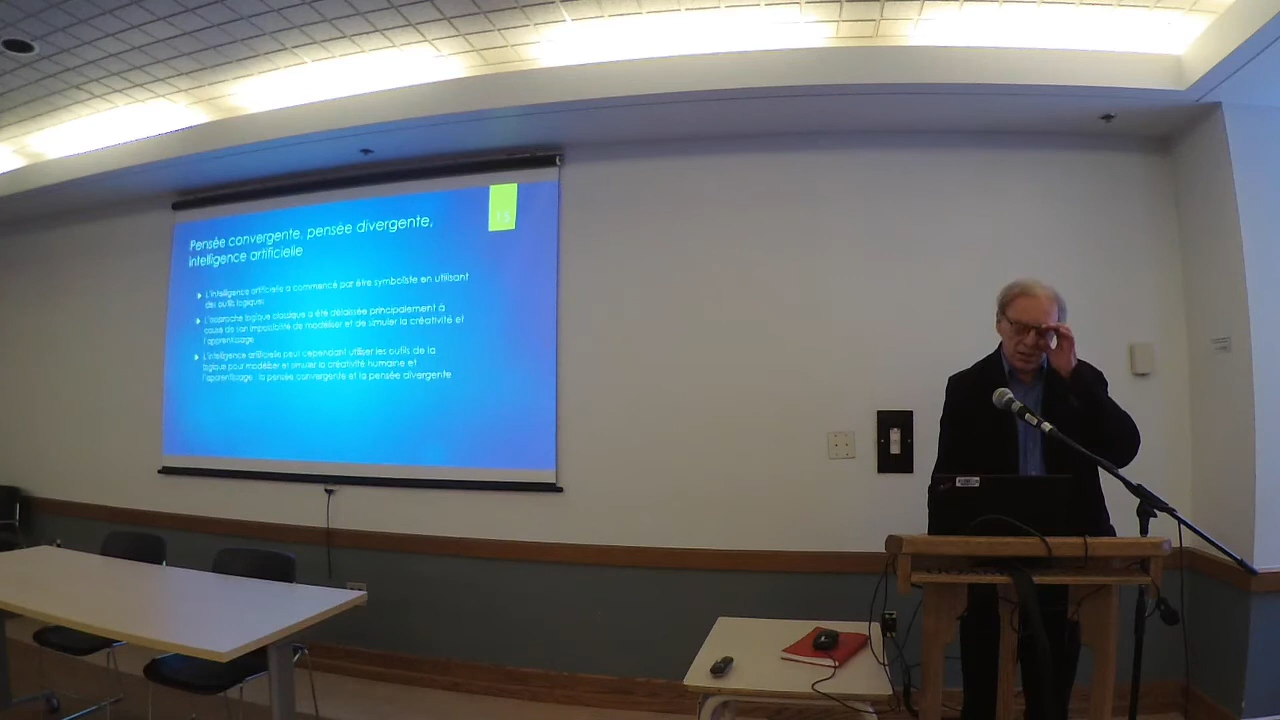 15
Pensée convergente, pensée divergente,
intelligence artificielle
L'intelligence artificielle a commencé par être symboliste en utilisant
des outils logiques
L'approche logique classique a été délaissée principalement à
cause de son impossibilité de modéliser et de simuler la créativité et
l'apprentissage
L'intelligence artificielle peut cependant utiliser les outils de la
logique pour modéliser et simuler la créativité humaine et
l'apprentissage : la pensée convergente et la pensée divergente